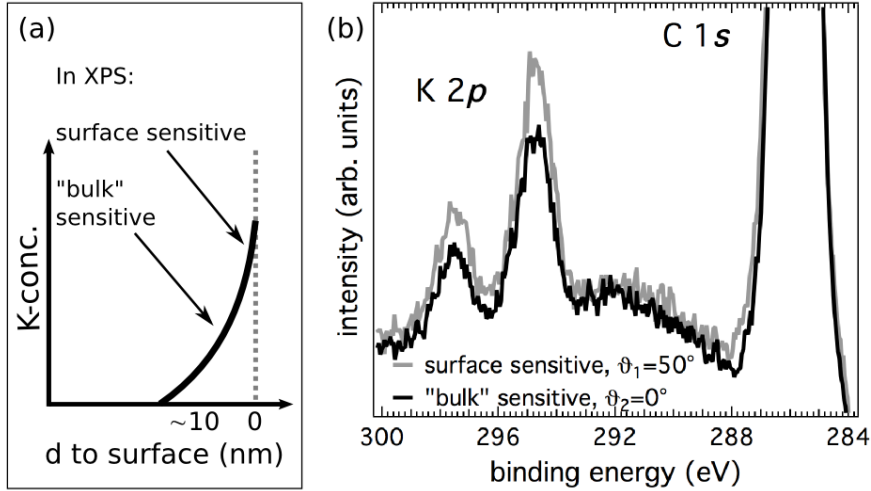 (a)
In XPS:
surface sensitive
"bulk"
sensitive
K-conc.
~10 0
d to surface (nm)
(b)
C 1s
K 2p
intensity (arb. units)
surface sensitive, ϑ₁=50°
"bulk" sensitive, ϑ₂=0°
300 296 292 288 284
binding energy (eV)